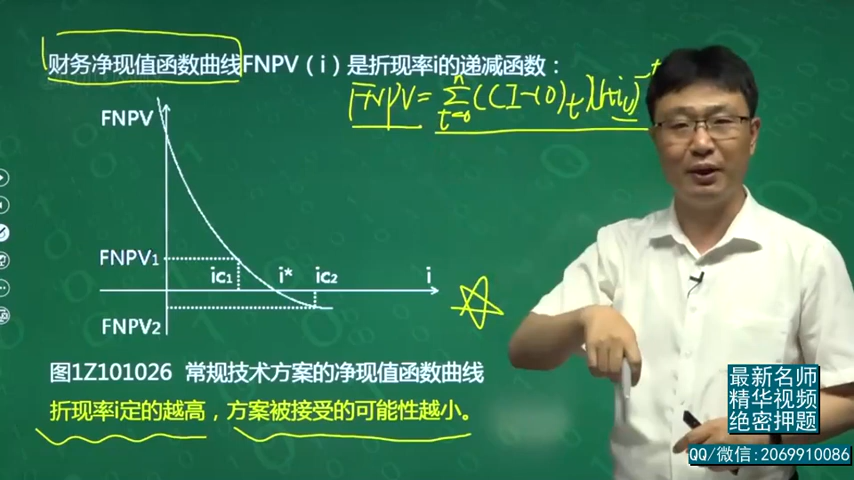 财务净现值函数曲线FNPV（i）是折现率i的递减函数：
FNPV=
FNPV
FNPV1
ic1
i*
ic2
i
FNPV2
图1Z101026 常规技术方案的净现值函数曲线
折现率i定的越高，方案被接受的可能性越小。
最新名师
精华视频
绝密押题
QQ/微信:2069910086